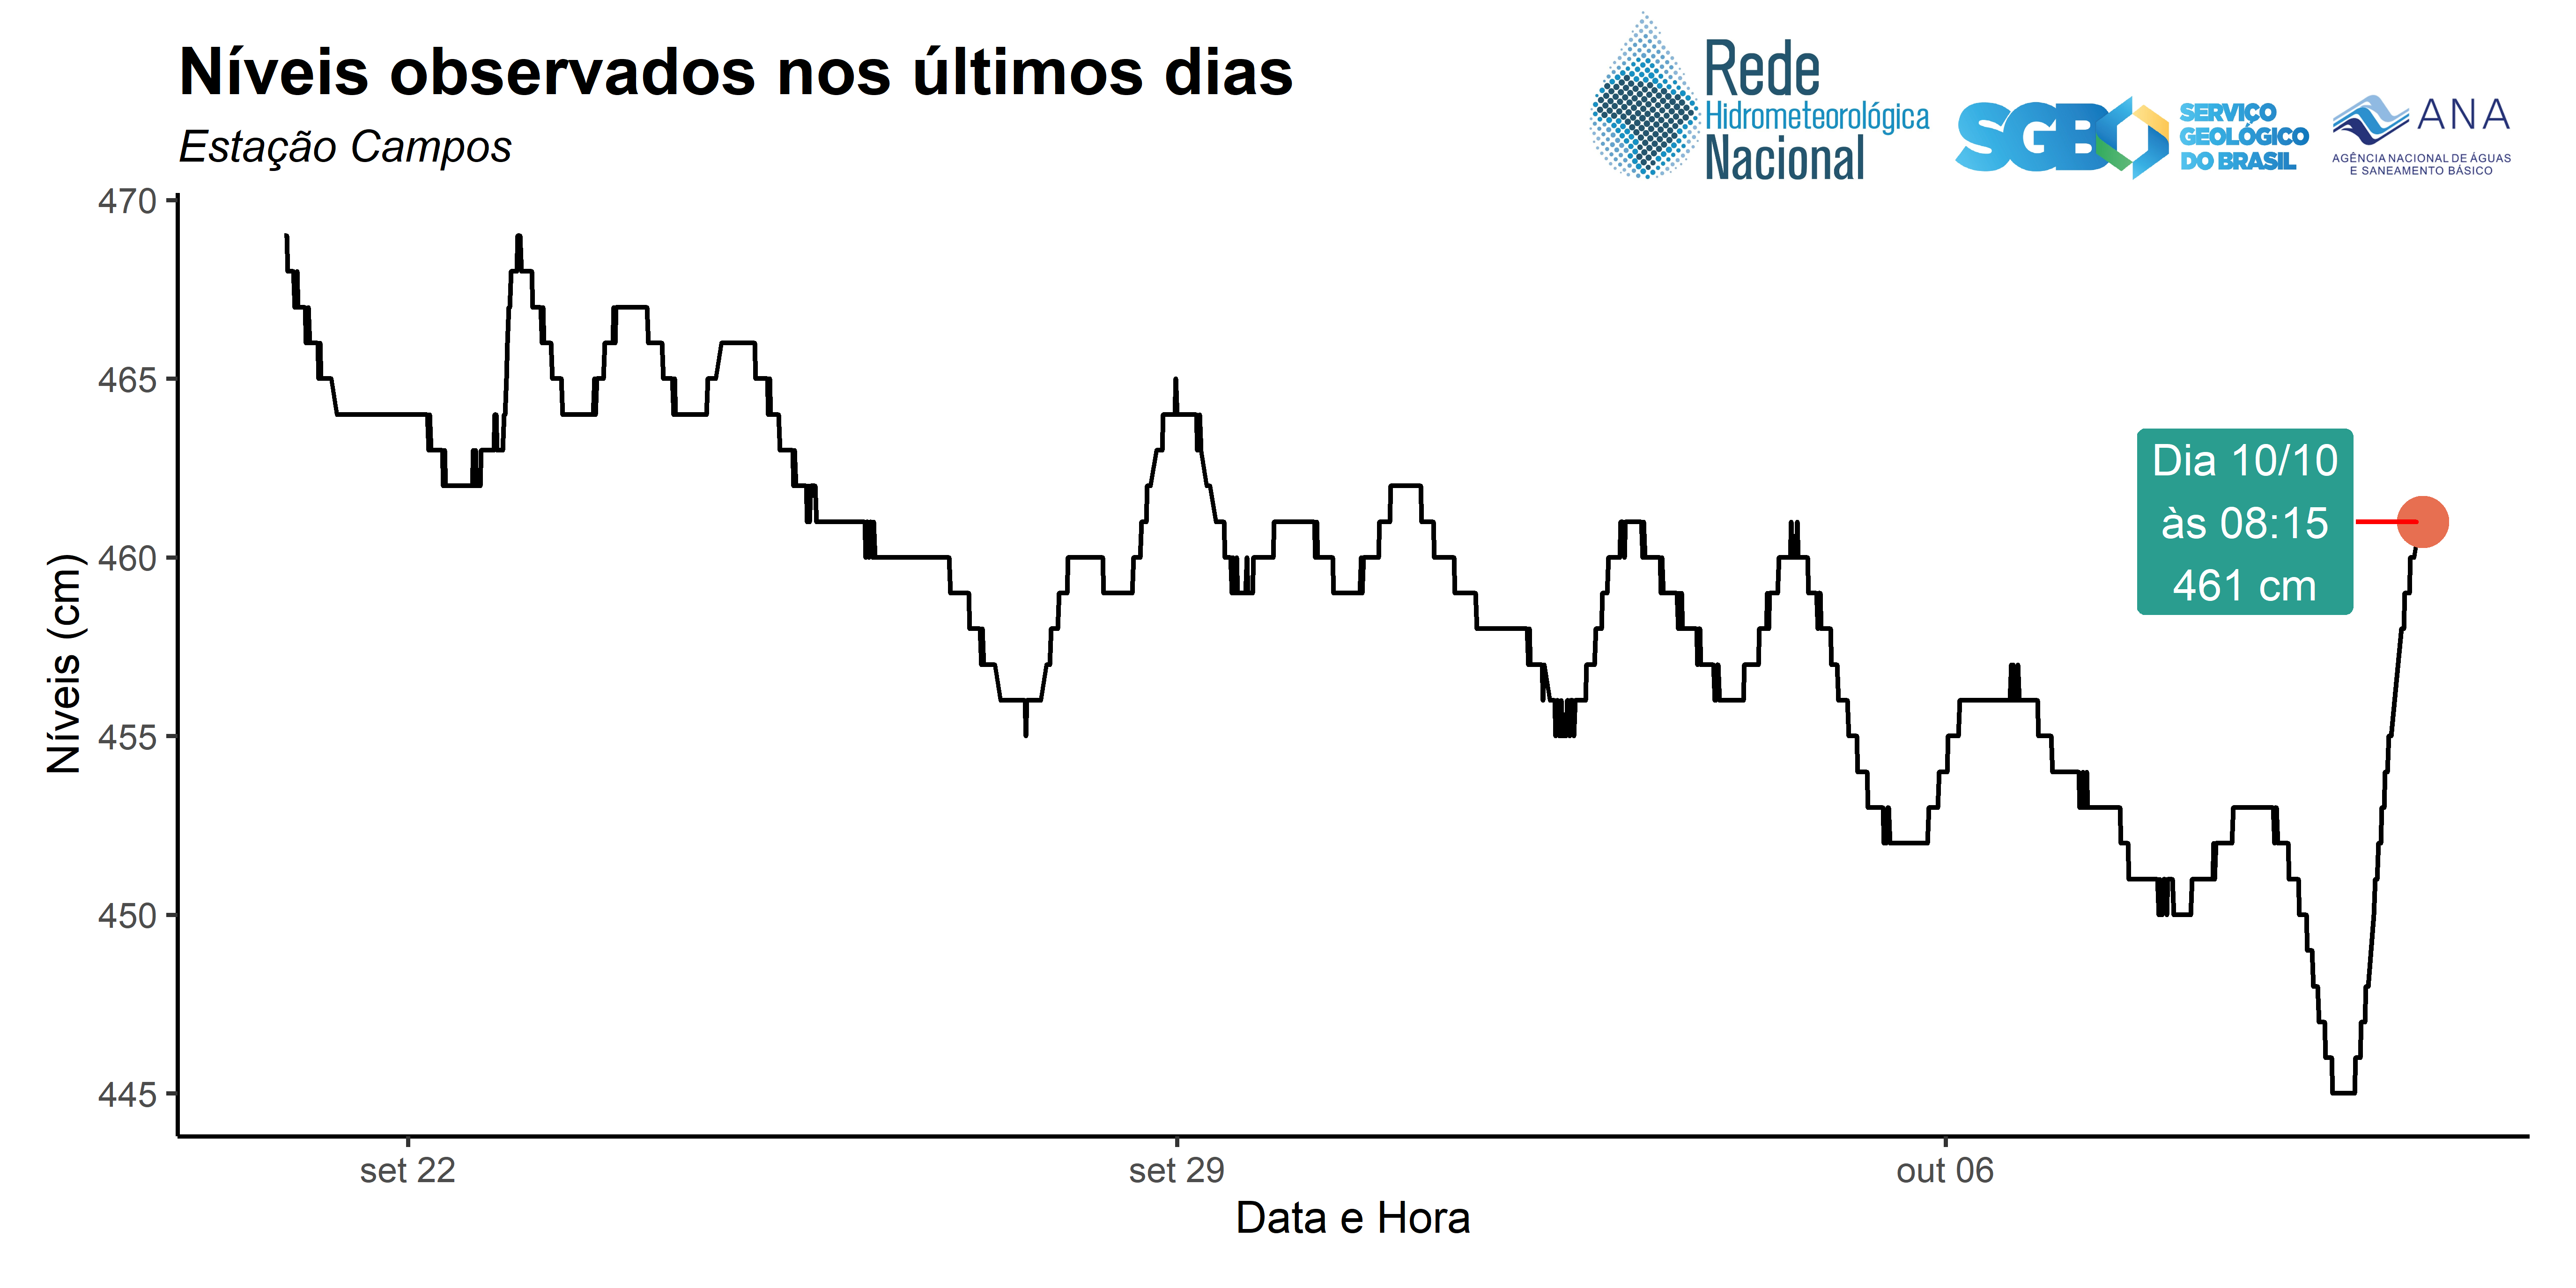 Níveis observados nos últimos dias
Estação Campos
Rede
Hidrometeorológica
Nacional
SGB
SERVIÇO
GEOLÓGICO
DO BRASIL
ANA
AGÊNCIA NACIONAL DE ÁGUAS
E SANEAMENTO BÁSICO
470
465
460
455
450
445
Níveis (cm)
Dia 10/10
às 08:15
461 cm
set 22
set 29
out 06
Data e Hora